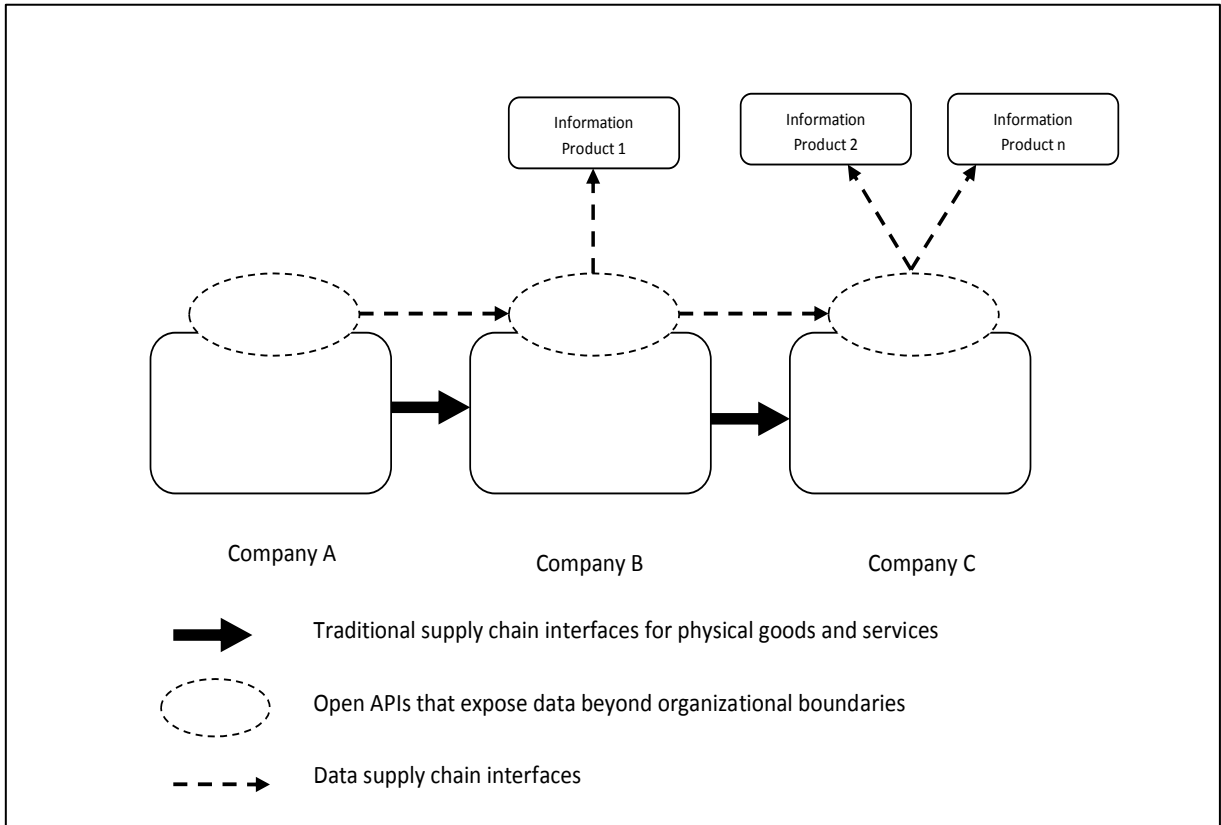 Information
Product 1
Information
Product 2
Information
Product n
Company A
Company B
Company C
Traditional supply chain interfaces for physical goods and services
Open APIs that expose data beyond organizational boundaries
Data supply chain interfaces